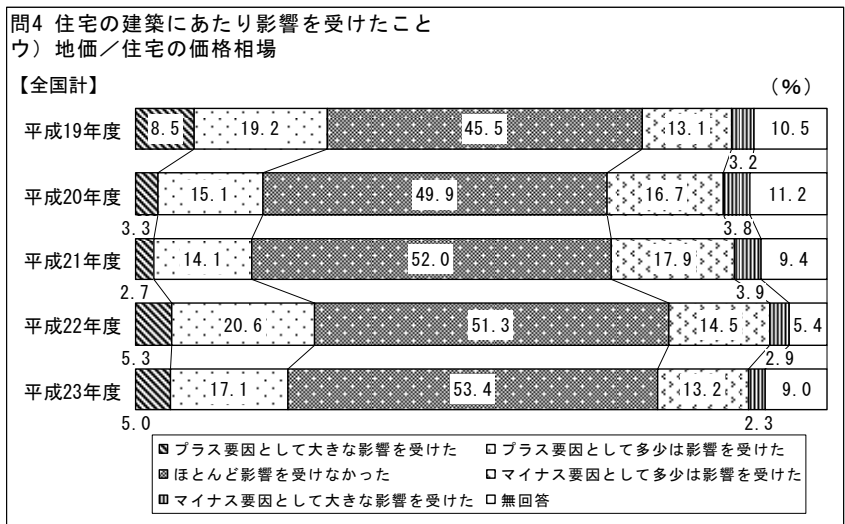 問4 住宅の建築にあたり影響を受けたこと
ウ）地価／住宅の価格相場
【全国計】 （％）
平成19年度 8.5 19.2 45.5 13.1 10.5
3.2
平成20年度 15.1 49.9 16.7 11.2
3.3 3.8
平成21年度 14.1 52.0 17.9 9.4
2.7 3.9
平成22年度 20.6 51.3 14.5 5.4
5.3 2.9
平成23年度 17.1 53.4 13.2 9.0
5.0 2.3
プラス要因として大きな影響を受けた プラス要因として多少は影響を受けた
ほとんど影響を受けなかった マイナス要因として多少は影響を受けた
マイナス要因として大きな影響を受けた 無回答